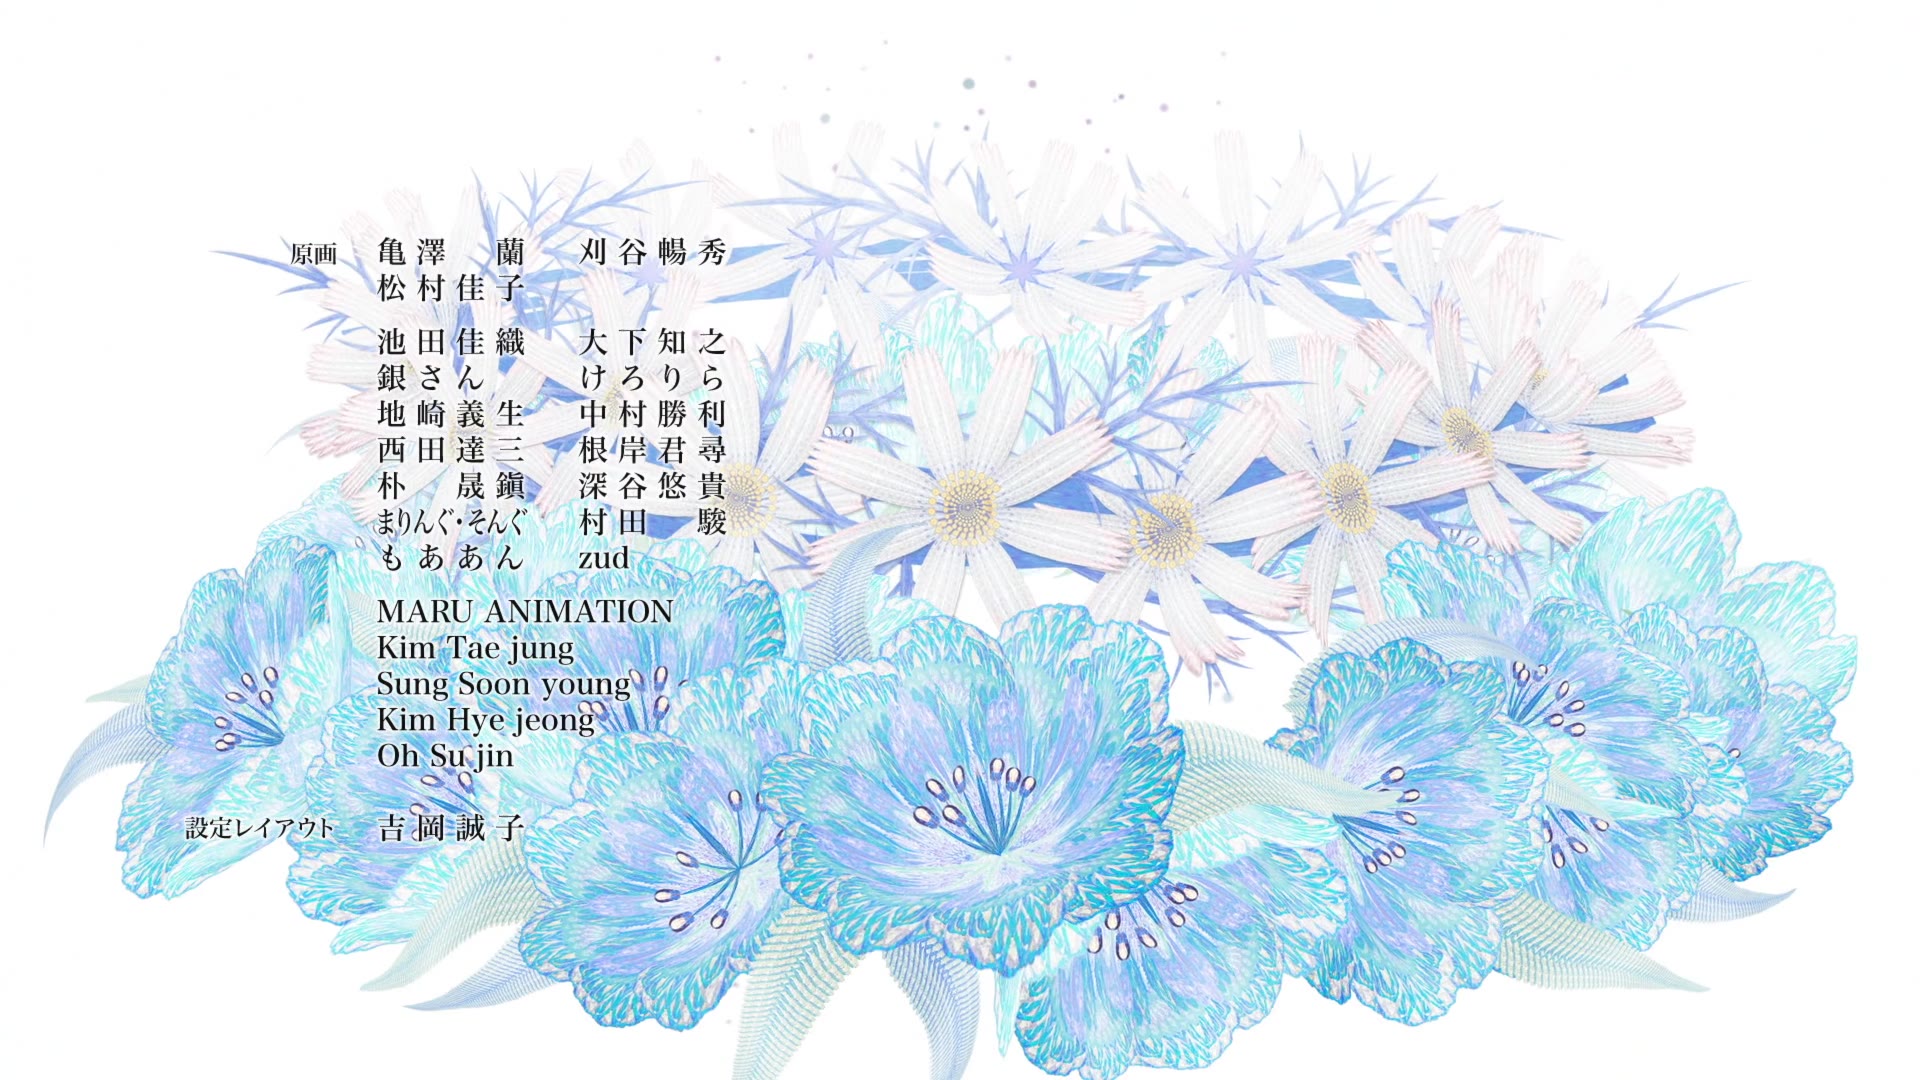 原画 亀澤 蘭 刈谷暢秀
松村佳子
池田佳織 大下知之
銀さん けろりら
地崎義生 中村勝利
西田達三 根岸君尋
朴 晟鎭 深谷悠貴
まりんぐ・そんぐ 村田 駿
もああん zud
MARU ANIMATION
Kim Tae jung
Sung Soon young
Kim Hye jeong
Oh Su jin
設定レイアウト 吉岡誠子